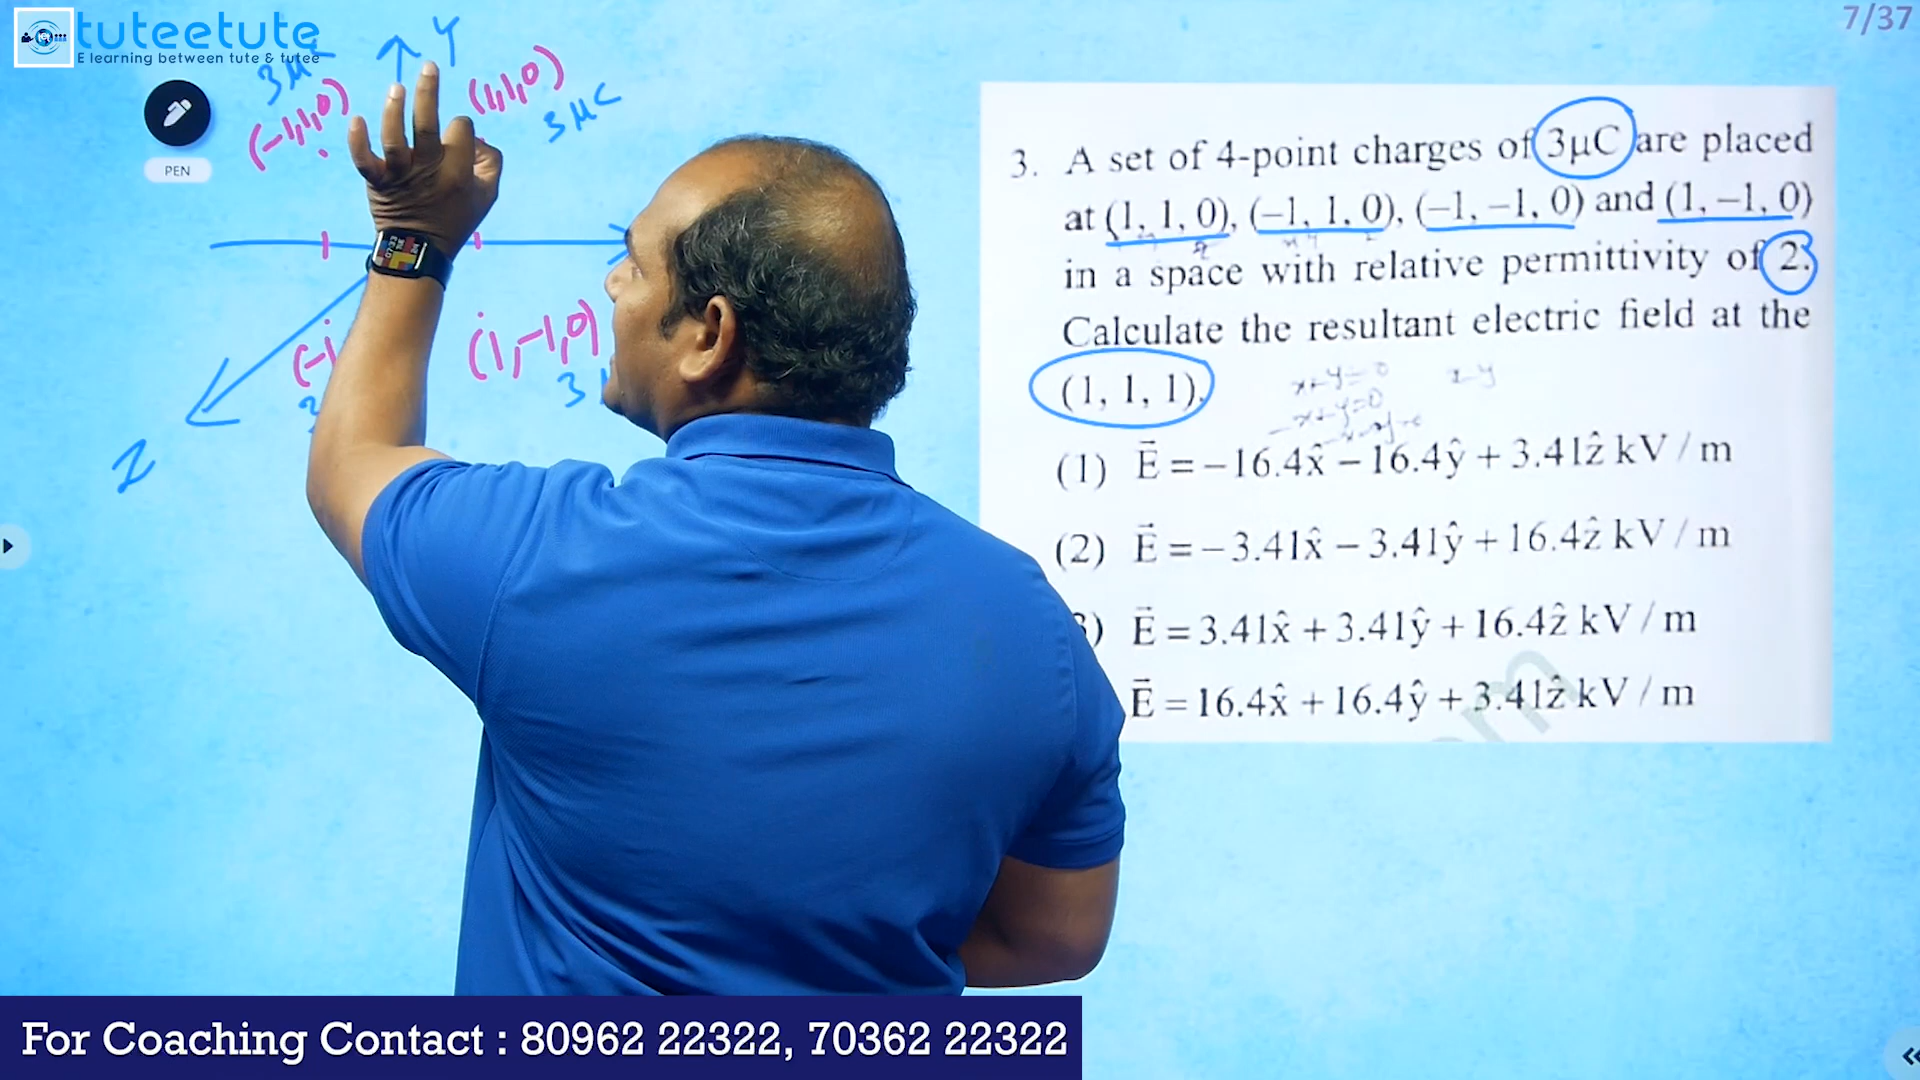 tuteetute
E learning between tute & tutee
7/37
PEN
Y
3μC
(-1,1,0)
(1,1,0)
3μC
(1,-1,0)
3
Z
3. A set of 4-point charges of 3μC are placed
at (1, 1, 0), (−1, 1, 0), (−1, −1, 0) and (1, −1, 0)
in a space with relative permittivity of 2.
Calculate the resultant electric field at the
(1, 1, 1).
x+y=0
x-y
-x+y=0
(1) E⃗ = −16.4x̂ − 16.4ŷ + 3.41ẑ kV / m
(2) E⃗ = − 3.41x̂ − 3.41ŷ + 16.4ẑ kV / m
) E⃗ = 3.41x̂ + 3.41ŷ + 16.4ẑ kV / m
E⃗ = 16.4x̂ + 16.4ŷ + 3.41ẑ kV / m
For Coaching Contact : 80962 22322, 70362 22322